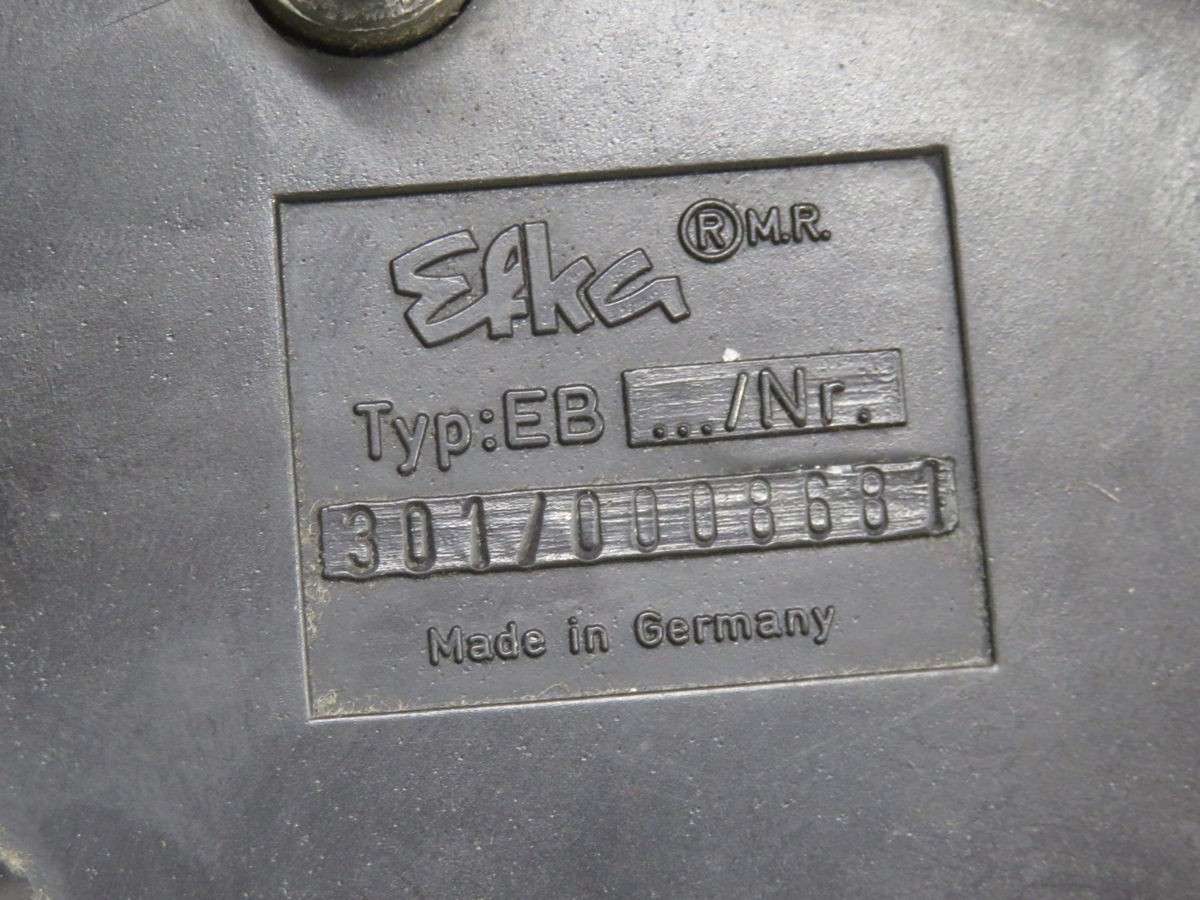 Efka ® M.R.
Typ: EB .../Nr.
301/0008681
Made in Germany